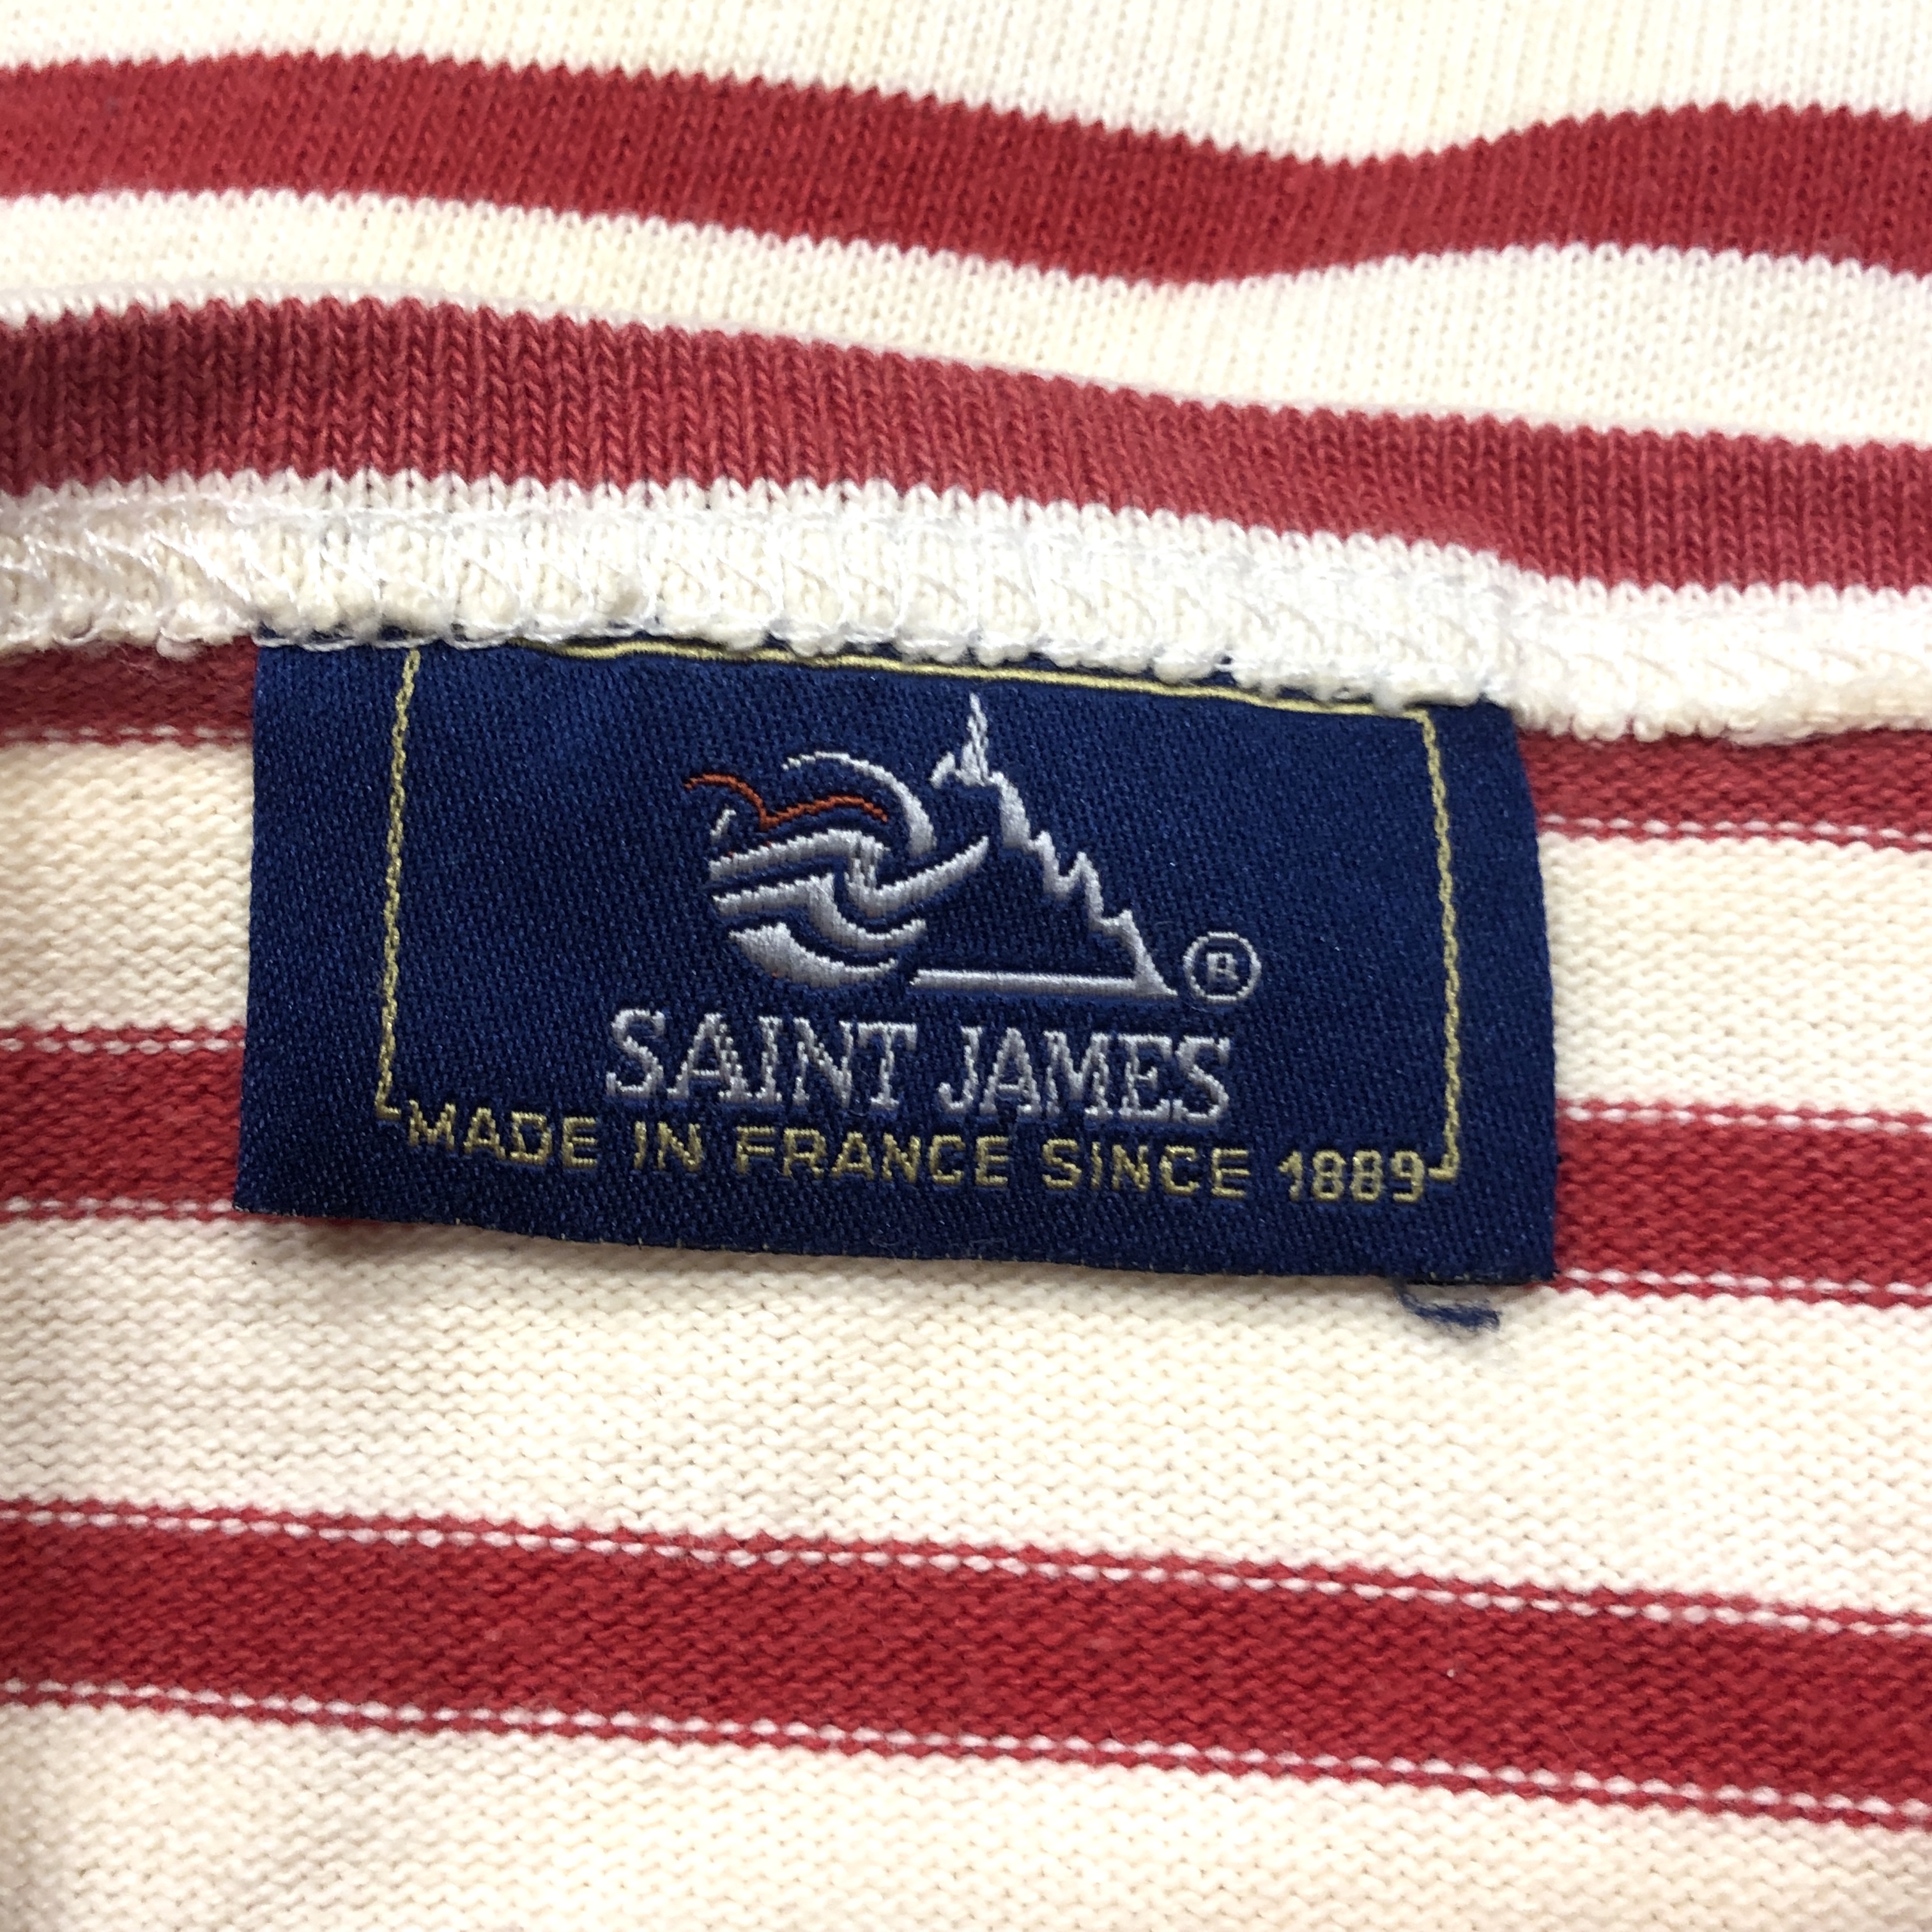 ®
SAINT JAMES
MADE IN FRANCE SINCE 1889